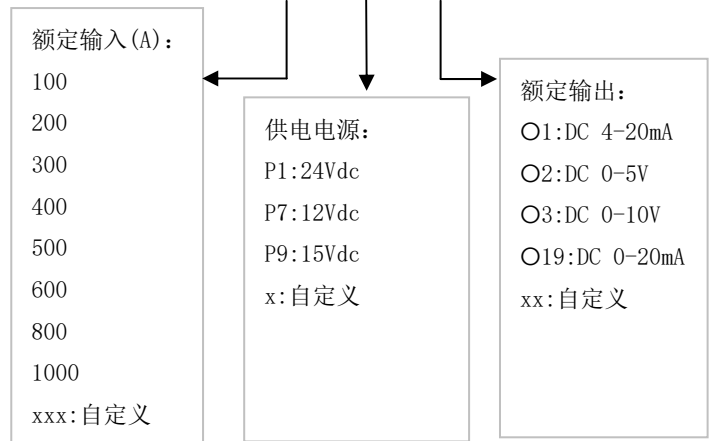 额定输入(A):
100
200
300
400
500
600
800
1000
xxx:自定义
供电电源:
P1:24Vdc
P7:12Vdc
P9:15Vdc
x:自定义
额定输出:
O1:DC 4-20mA
O2:DC 0-5V
O3:DC 0-10V
O19:DC 0-20mA
xx:自定义